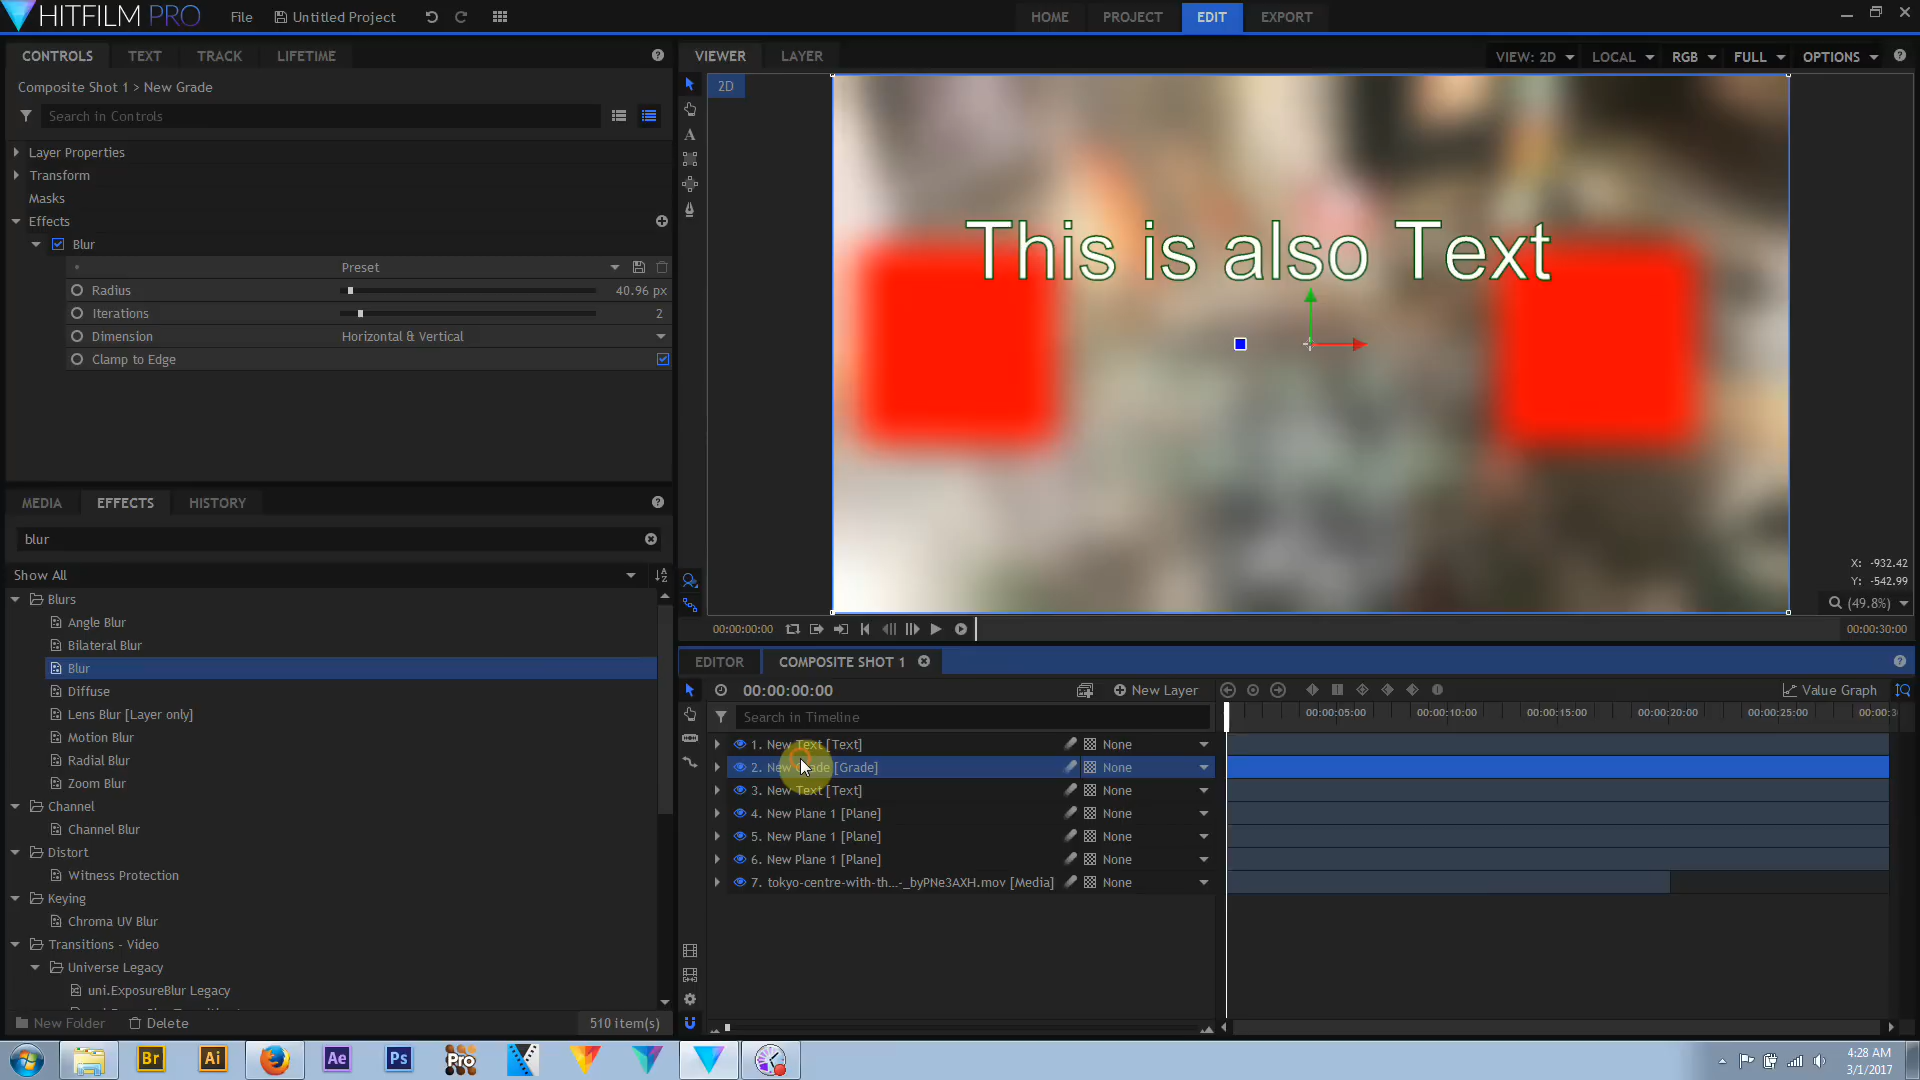 HITFILM PRO
File
Untitled Project
HOME
PROJECT
EDIT
EXPORT
CONTROLS
TEXT
TRACK
LIFETIME
Composite Shot 1 > New Grade
Search in Controls
Layer Properties
Transform
Masks
Effects
Blur
Preset
Radius
40.96 px
Iterations
2
Dimension
Horizontal & Vertical
Clamp to Edge
MEDIA
EFFECTS
HISTORY
blur
Show All
Blurs
Angle Blur
Bilateral Blur
Blur
Diffuse
Lens Blur [Layer only]
Motion Blur
Radial Blur
Zoom Blur
Channel
Channel Blur
Distort
Witness Protection
Keying
Chroma UV Blur
Transitions - Video
Universe Legacy
uni.ExposureBlur Legacy
New Folder
Delete
510 item(s)
VIEWER
LAYER
VIEW: 2D
LOCAL
RGB
FULL
OPTIONS
2D
This is also Text
X: -932.42
Y: -542.99
(49.8%)
00:00:00:00
00:00:30:00
EDITOR
COMPOSITE SHOT 1
00:00:00:00
New Layer
Value Graph
Search in Timeline
00:00:05:00
00:00:10:00
00:00:15:00
00:00:20:00
00:00:25:00
1. New Text [Text]
None
2. New Grade [Grade]
None
3. New Text [Text]
None
4. New Plane 1 [Plane]
None
5. New Plane 1 [Plane]
None
6. New Plane 1 [Plane]
None
7. tokyo-centre-with-th...-_byPNe3AXH.mov [Media]
None
Br
Ai
Ae
Ps
Pro
4:28 AM
3/1/2017